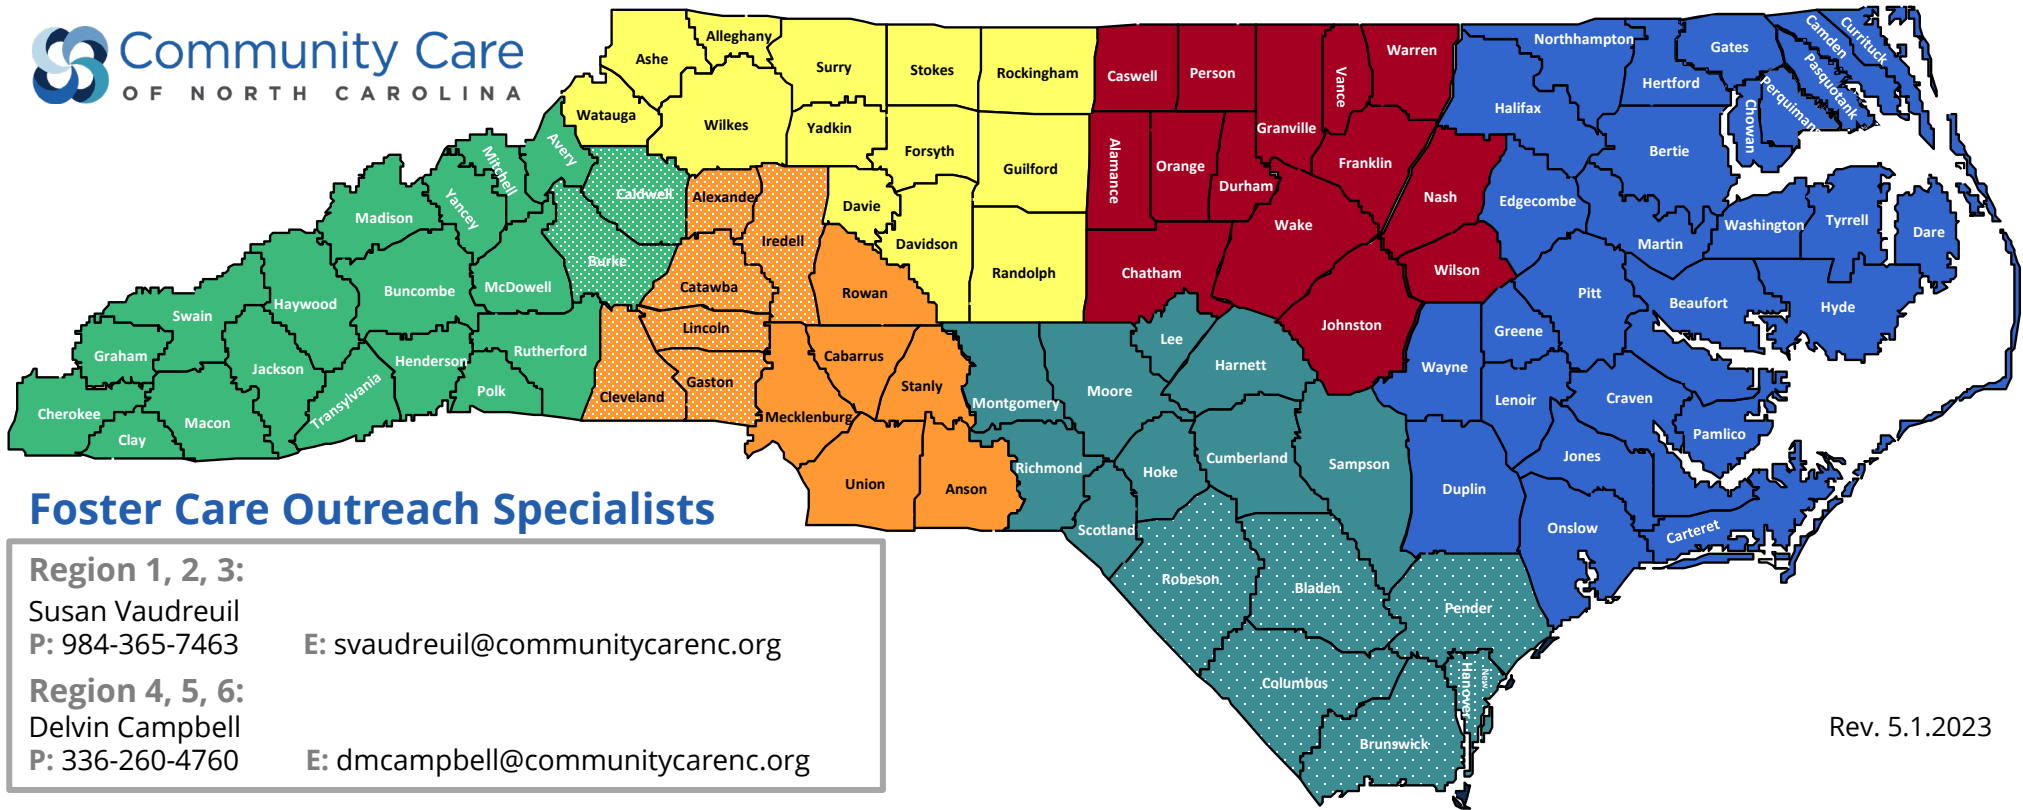 Community Care
OF NORTH CAROLINA
Ashe
Alleghany
Surry
Stokes
Rockingham
Caswell
Person
Vance
Warren
Northhampton
Gates
Camden
Currituck
Pasquotank
Perquimans
Chowan
Hertford
Halifax
Watauga
Wilkes
Yadkin
Forsyth
Guilford
Alamance
Orange
Durham
Granville
Franklin
Nash
Bertie
Edgecombe
Avery
Mitchell
Yancey
Caldwell
Alexander
Iredell
Davie
Davidson
Randolph
Chatham
Wake
Wilson
Martin
Washington
Tyrrell
Dare
Madison
Buncombe
McDowell
Burke
Catawba
Rowan
Johnston
Pitt
Beaufort
Hyde
Haywood
Swain
Graham
Jackson
Henderson
Rutherford
Lincoln
Cabarrus
Stanly
Lee
Harnett
Greene
Wayne
Transylvania
Polk
Cleveland
Gaston
Mecklenburg
Montgomery
Moore
Lenoir
Craven
Pamlico
Cherokee
Clay
Macon
Union
Anson
Richmond
Hoke
Cumberland
Sampson
Duplin
Jones
Onslow
Carteret
Scotland
Robeson
Bladen
Pender
Columbus
New
Hanover
Brunswick
Foster Care Outreach Specialists
Region 1, 2, 3:
Susan Vaudreuil
P: 984-365-7463 E: svaudreuil@communitycarenc.org
Region 4, 5, 6:
Delvin Campbell
P: 336-260-4760 E: dmcampbell@communitycarenc.org
Rev. 5.1.2023